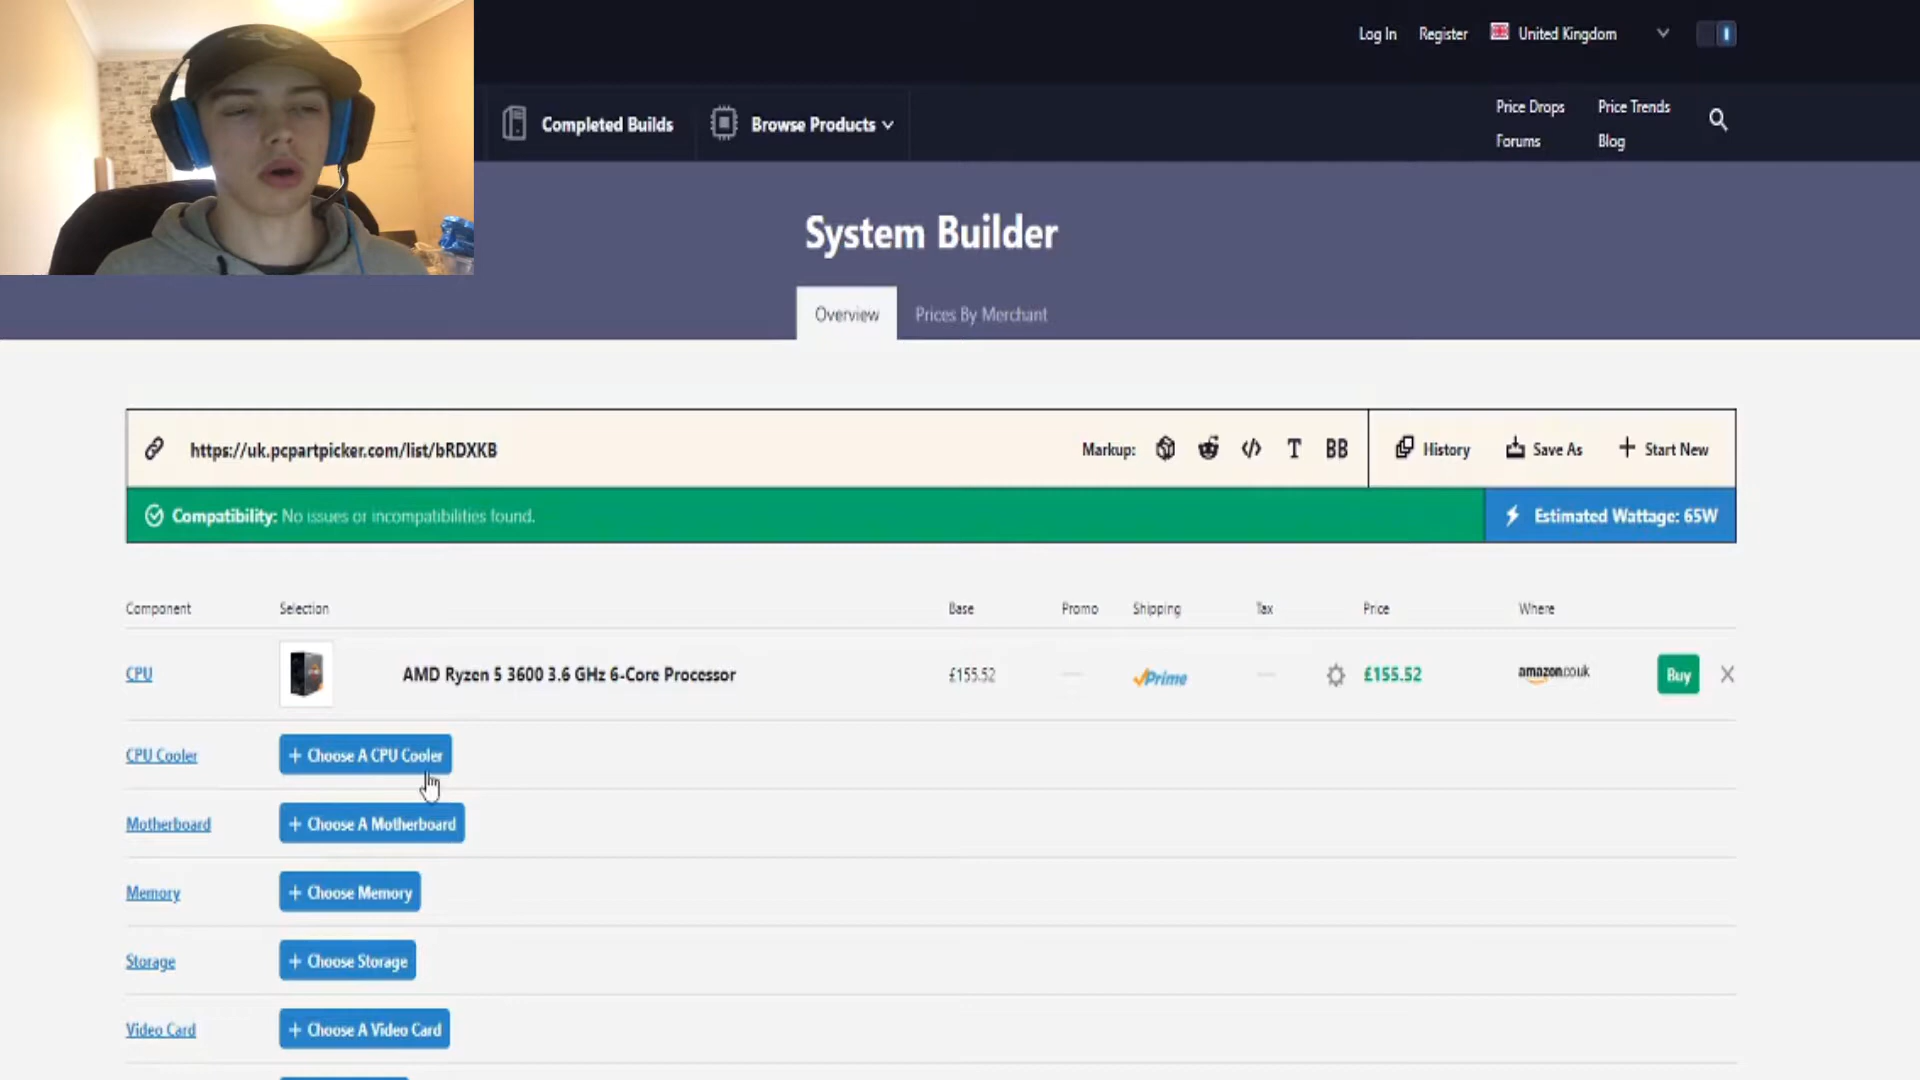 Log In Register United Kingdom
Completed Builds Browse Products
Price Drops Price Trends
Forums Blog
System Builder
Overview Prices By Merchant
https://uk.pcpartpicker.com/list/bRDXKB Markup: T BB History Save As + Start New
Compatibility: No issues or incompatibilities found. Estimated Wattage: 65W
Component Selection Base Promo Shipping Tax Price Where
CPU AMD Ryzen 5 3600 3.6 GHz 6-Core Processor £155.52 Prime £155.52 amazon.co.uk Buy
CPU Cooler + Choose A CPU Cooler
Motherboard + Choose A Motherboard
Memory + Choose Memory
Storage + Choose Storage
Video Card + Choose A Video Card